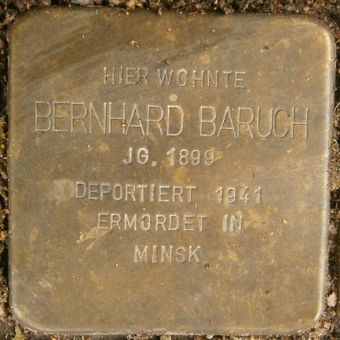 HIER WOHNTE
BERNHARD BARUCH
JG. 1899
DEPORTIERT 1941
ERMORDET IN
MINSK